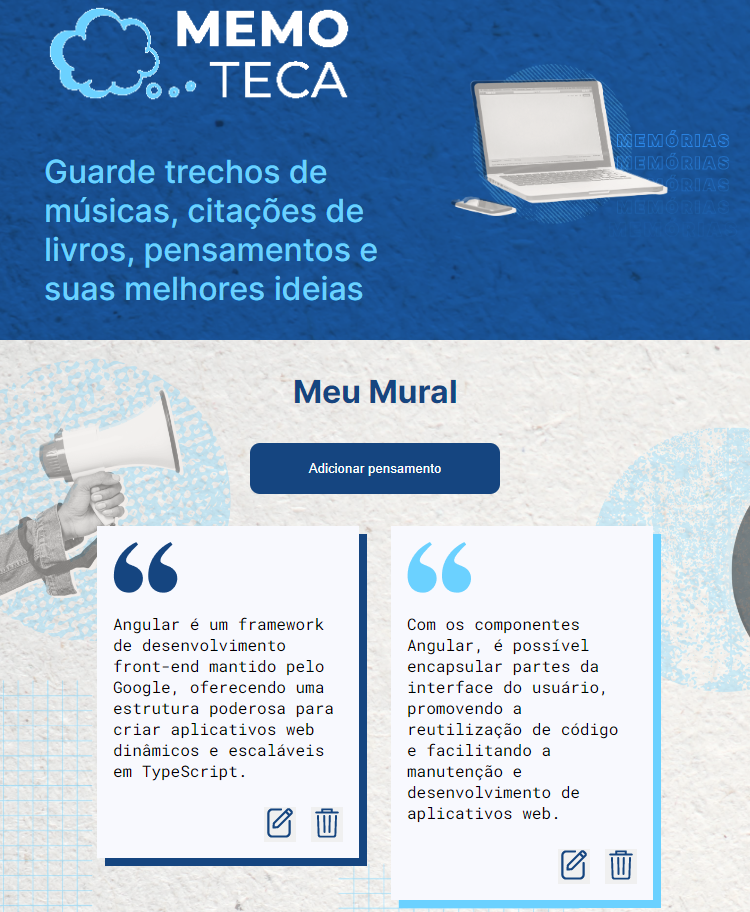 MEMO
TECA
MEMÓRIAS
MEMÓRIAS
MEMÓRIAS
MEMÓRIAS
Guarde trechos de
músicas, citações de
livros, pensamentos e
suas melhores ideias
Meu Mural
Adicionar pensamento
Angular é um framework
de desenvolvimento
front-end mantido pelo
Google, oferecendo uma
estrutura poderosa para
criar aplicativos web
dinâmicos e escaláveis
em TypeScript.
Com os componentes
Angular, é possível
encapsular partes da
interface do usuário,
promovendo a
reutilização de código
e facilitando a
manutenção e
desenvolvimento de
aplicativos web.